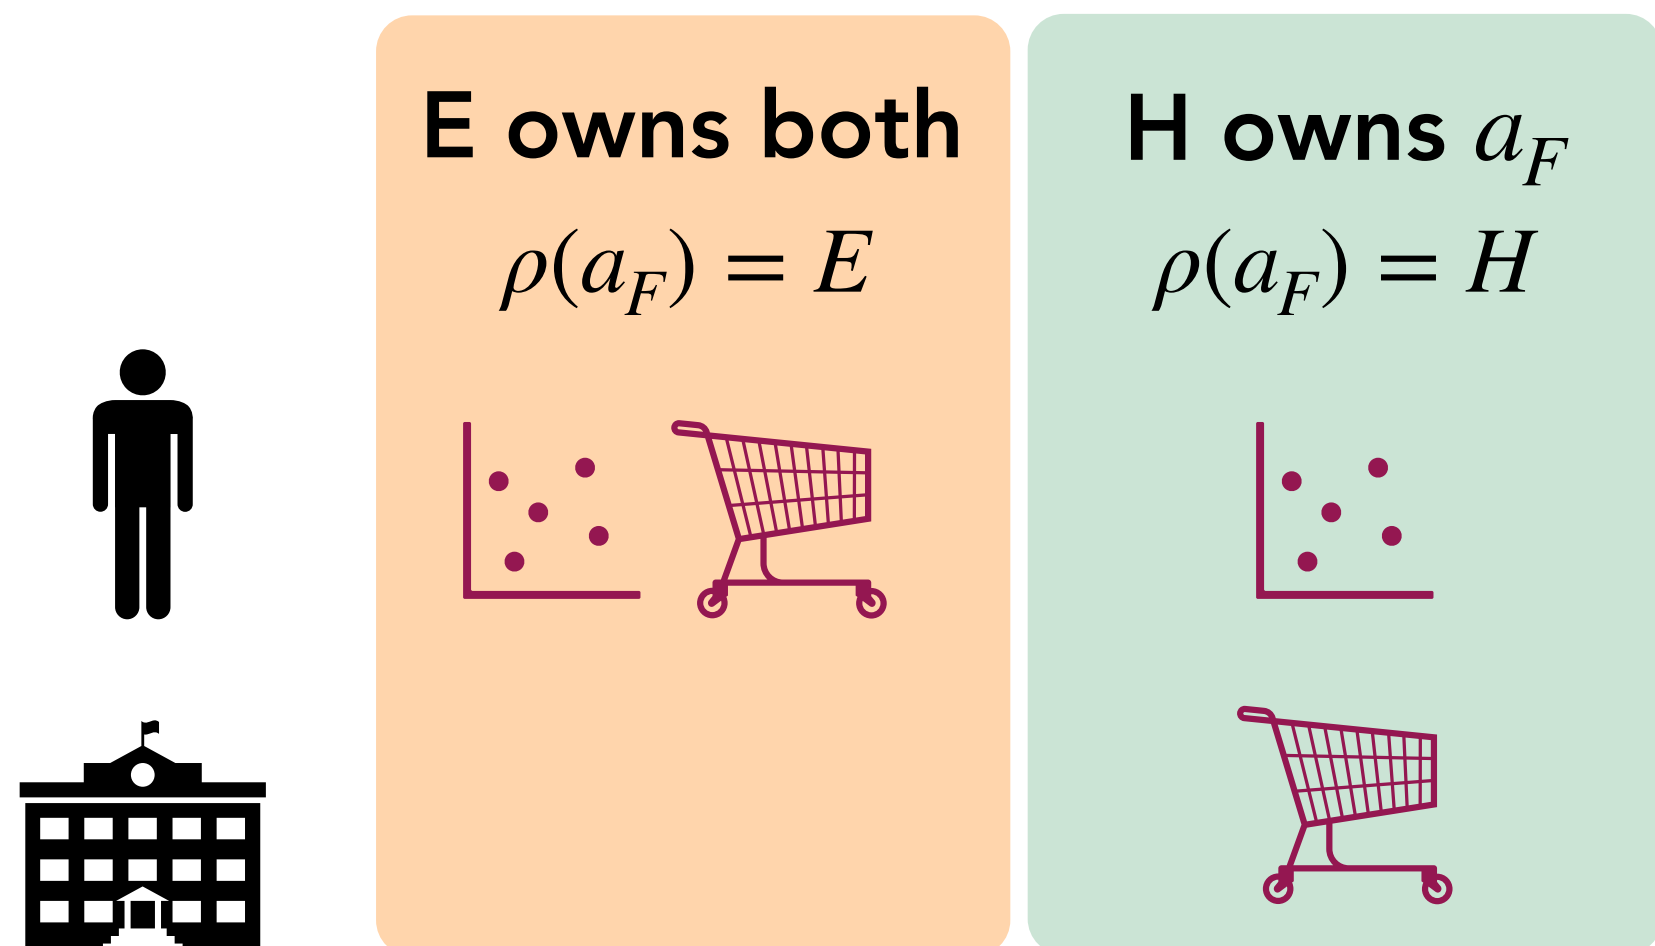 E owns both
ρ(a_F) = E
H owns a_F
ρ(a_F) = H